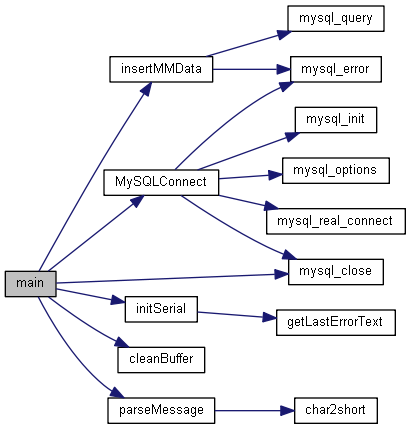 mysql_query
insertMMData
mysql_error
mysql_init
mysql_options
MySQLConnect
mysql_real_connect
mysql_close
main
initSerial
getLastErrorText
cleanBuffer
parseMessage
char2short